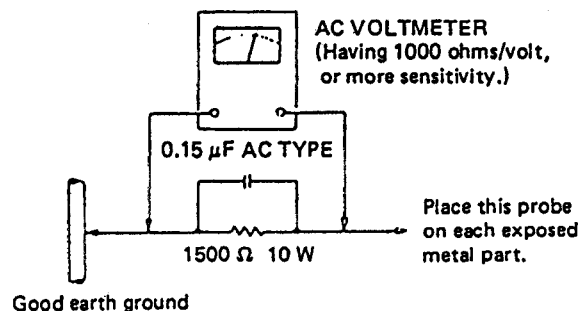 AC VOLTMETER
(Having 1000 ohms/volt,
or more sensitivity.)
0.15 μF AC TYPE
1500 Ω 10 W
Place this probe
on each exposed
metal part.
Good earth ground